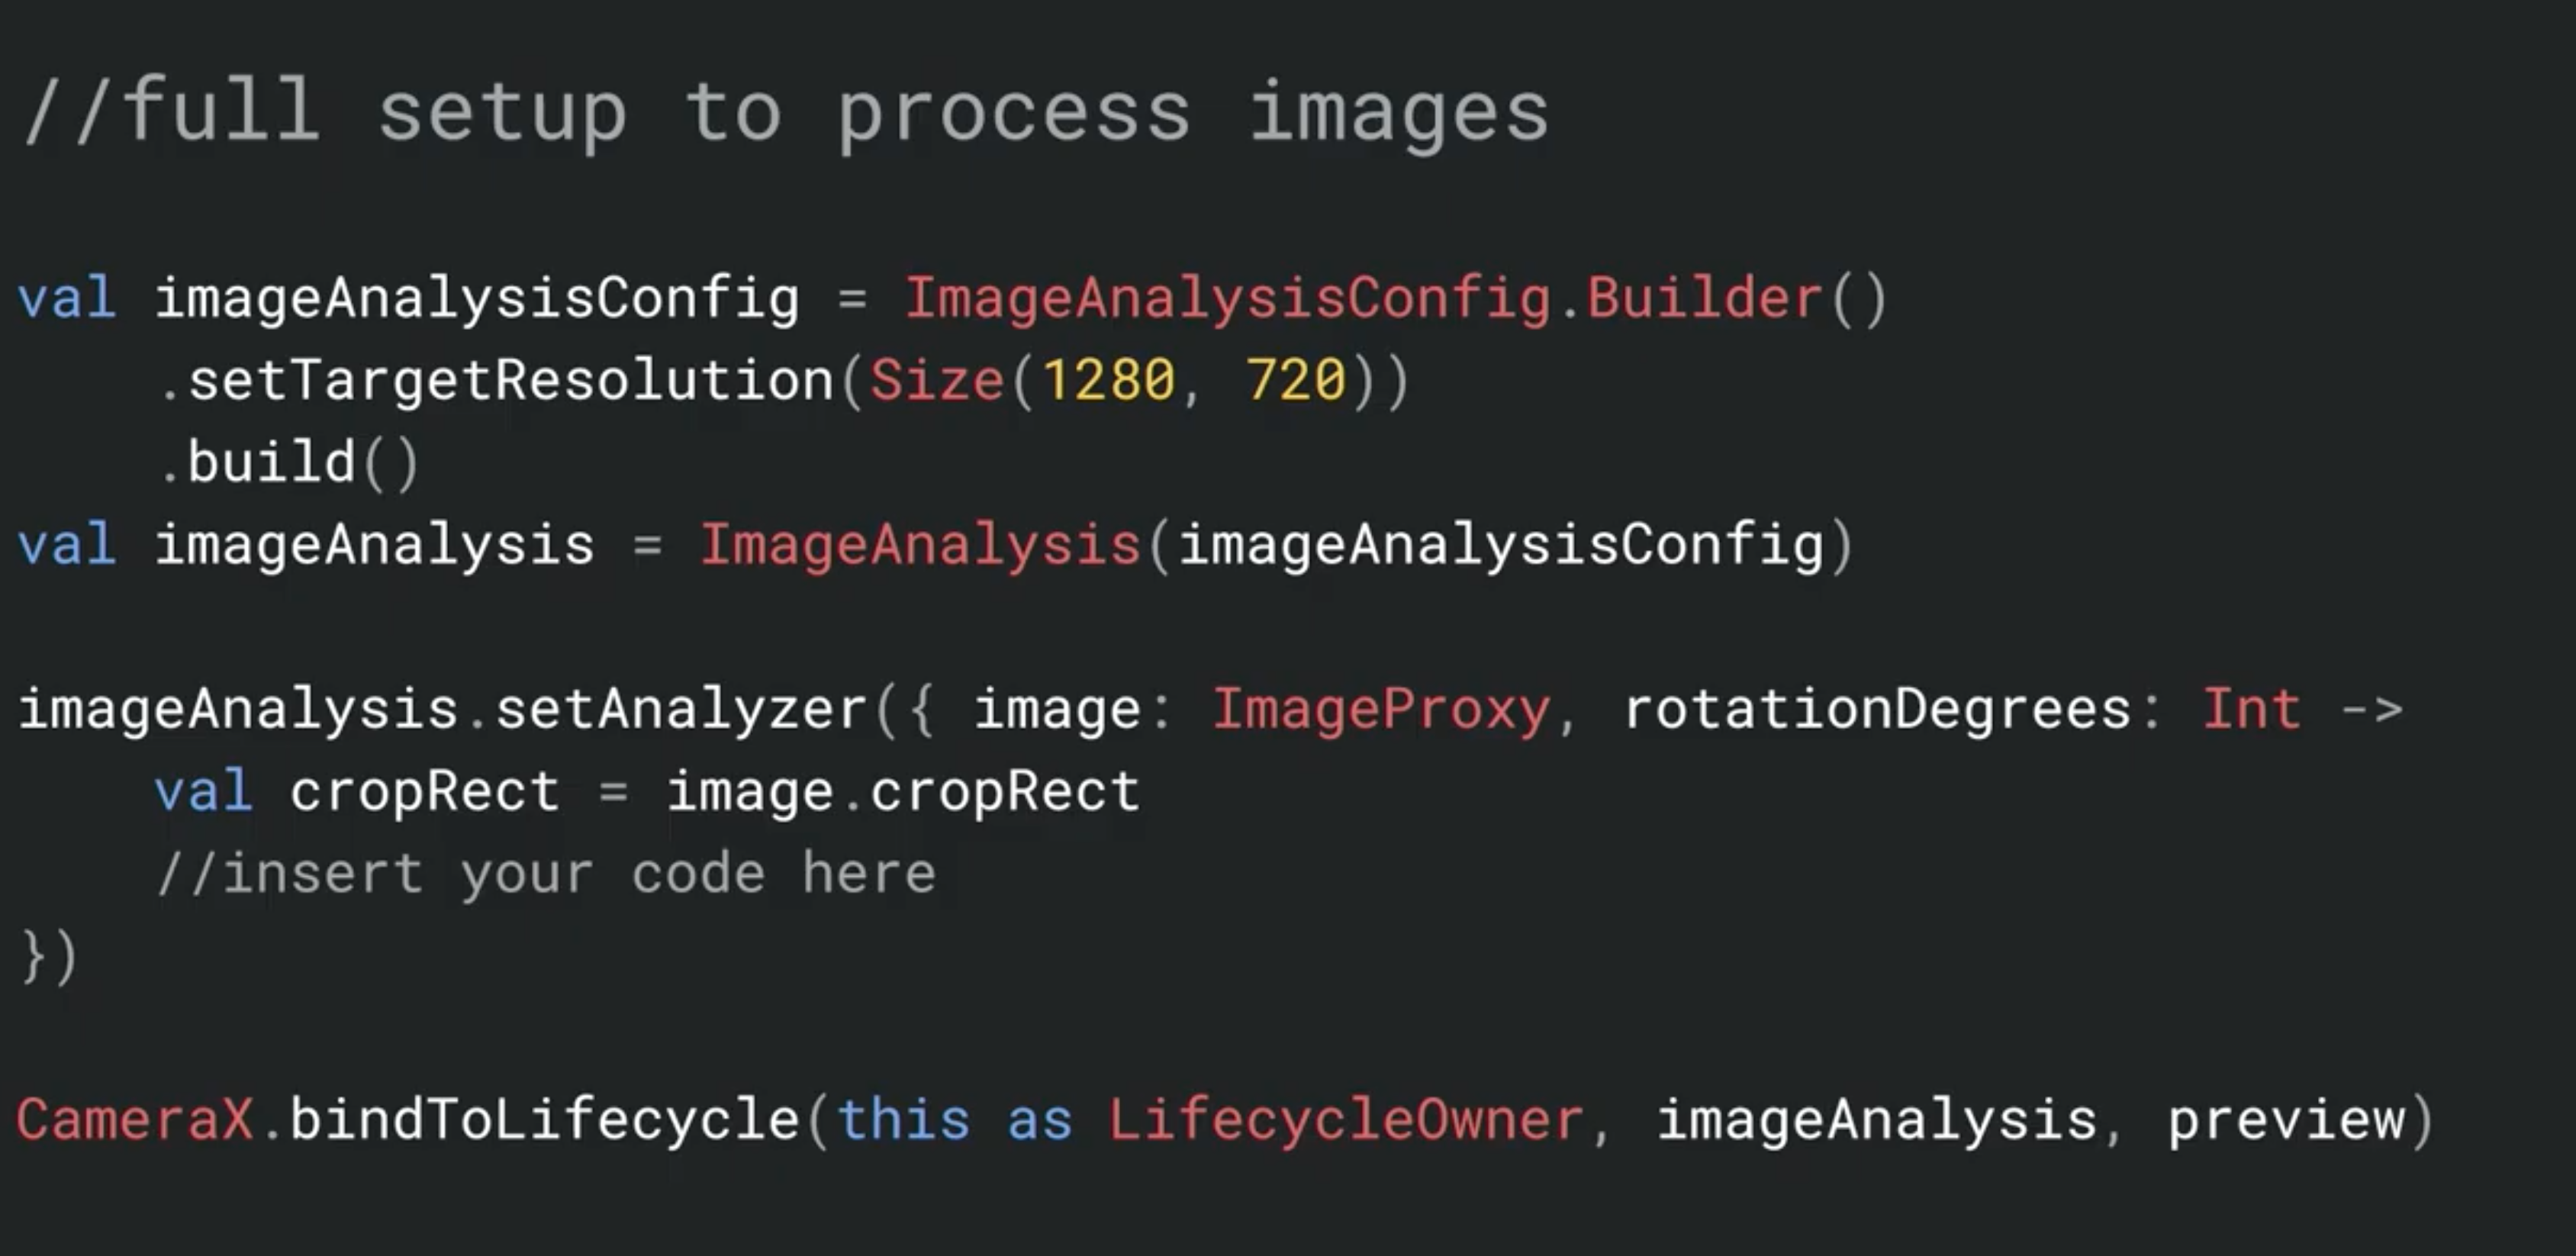 //full setup to process images
val imageAnalysisConfig = ImageAnalysisConfig.Builder()
.setTargetResolution(Size(1280, 720))
.build()
val imageAnalysis = ImageAnalysis(imageAnalysisConfig)
imageAnalysis.setAnalyzer({ image: ImageProxy, rotationDegrees: Int ->
val cropRect = image.cropRect
//insert your code here
})
CameraX.bindToLifecycle(this as LifecycleOwner, imageAnalysis, preview)